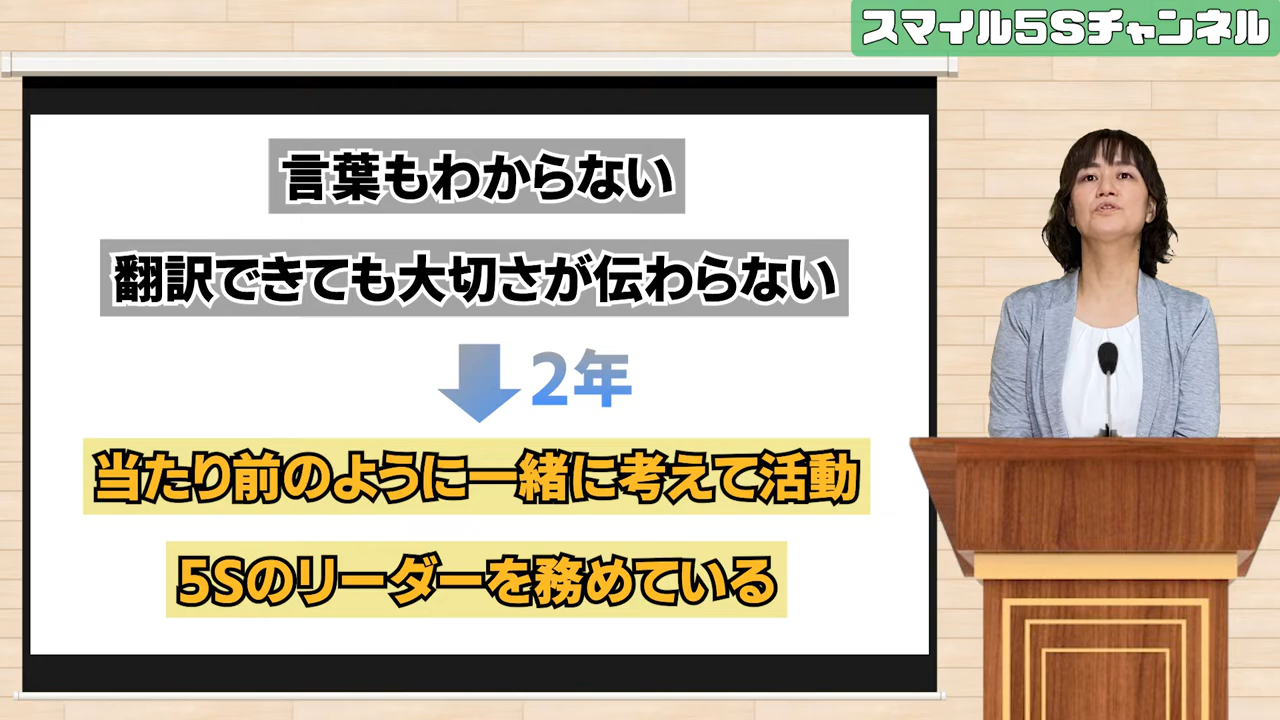 スマイル5Sチャンネル
言葉もわからない
翻訳できても大切さが伝わらない
2年
当たり前のように一緒に考えて活動
5Sのリーダーを務めている